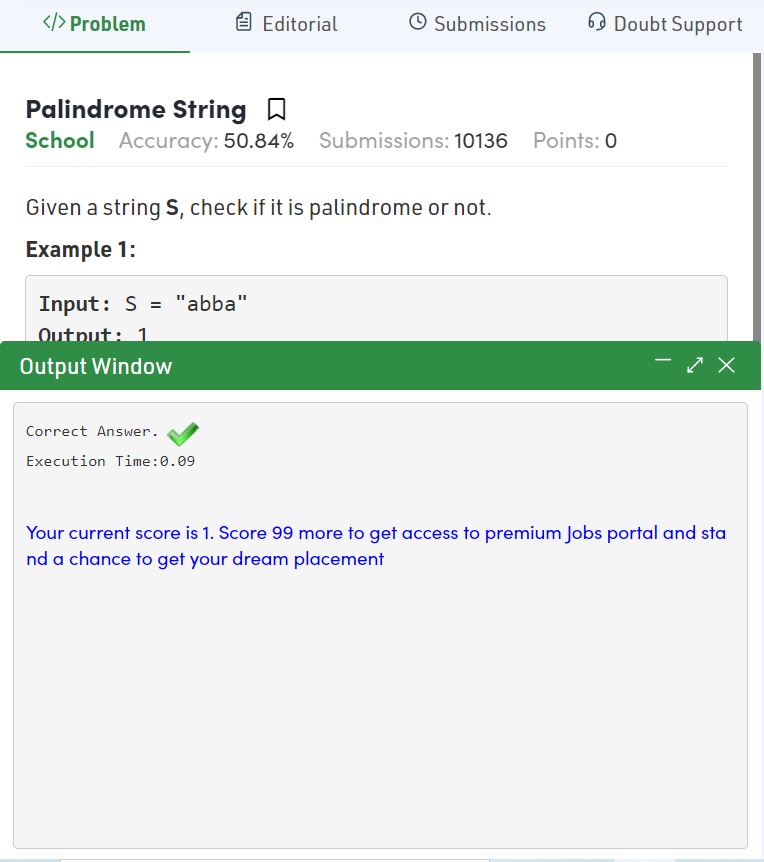 </> Problem Editorial Submissions Doubt Support
Palindrome String
School Accuracy: 50.84% Submissions: 10136 Points: 0
Given a string S, check if it is palindrome or not.
Example 1:
Input: S = "abba"
Output: 1
Output Window
Correct Answer.
Execution Time:0.09
Your current score is 1. Score 99 more to get access to premium Jobs portal and sta
nd a chance to get your dream placement